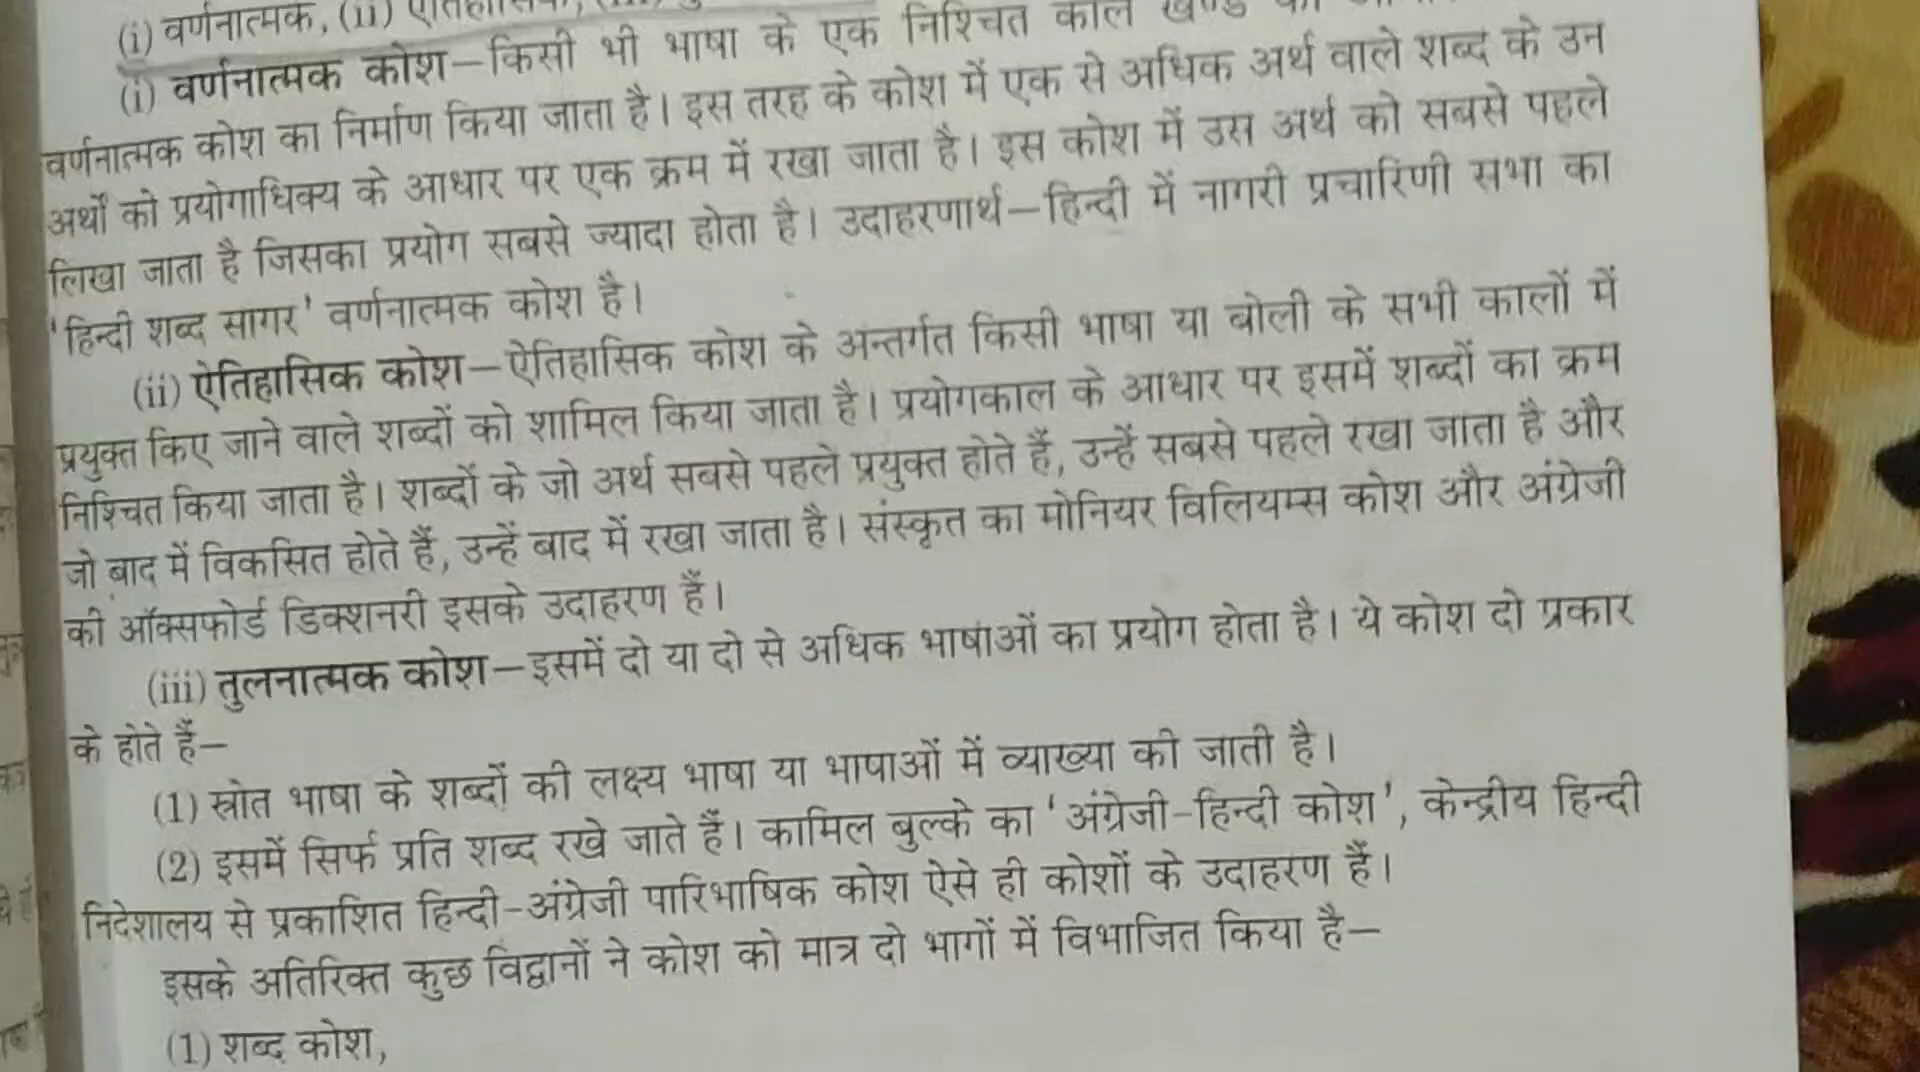 (i) वर्णनात्मक, (ii)
(i) वर्णनात्मक कोश—किसी भी भाषा के एक निश्चित काल खण्ड
वर्णनात्मक कोश का निर्माण किया जाता है। इस तरह के कोश में एक से अधिक अर्थ वाले शब्द के उन
अर्थों को प्रयोगाधिक्य के आधार पर एक क्रम में रखा जाता है। इस कोश में उस अर्थ को सबसे पहले
लिखा जाता है जिसका प्रयोग सबसे ज्यादा होता है। उदाहरणार्थ—हिन्दी में नागरी प्रचारिणी सभा का
'हिन्दी शब्द सागर' वर्णनात्मक कोश है।
(ii) ऐतिहासिक कोश—ऐतिहासिक कोश के अन्तर्गत किसी भाषा या बोली के सभी कालों में
प्रयुक्त किए जाने वाले शब्दों को शामिल किया जाता है। प्रयोगकाल के आधार पर इसमें शब्दों का क्रम
निश्चित किया जाता है। शब्दों के जो अर्थ सबसे पहले प्रयुक्त होते हैं, उन्हें सबसे पहले रखा जाता है और
जो बाद में विकसित होते हैं, उन्हें बाद में रखा जाता है। संस्कृत का मोनियर विलियम्स कोश और अंग्रेजी
की ऑक्सफोर्ड डिक्शनरी इसके उदाहरण हैं।
(iii) तुलनात्मक कोश—इसमें दो या दो से अधिक भाषाओं का प्रयोग होता है। ये कोश दो प्रकार
के होते हैं—
(1) स्रोत भाषा के शब्दों की लक्ष्य भाषा या भाषाओं में व्याख्या की जाती है।
(2) इसमें सिर्फ प्रति शब्द रखे जाते हैं। कामिल बुल्के का 'अंग्रेजी-हिन्दी कोश', केन्द्रीय हिन्दी
निदेशालय से प्रकाशित हिन्दी-अंग्रेजी पारिभाषिक कोश ऐसे ही कोशों के उदाहरण हैं।
इसके अतिरिक्त कुछ विद्वानों ने कोश को मात्र दो भागों में विभाजित किया है—
(1) शब्द कोश,